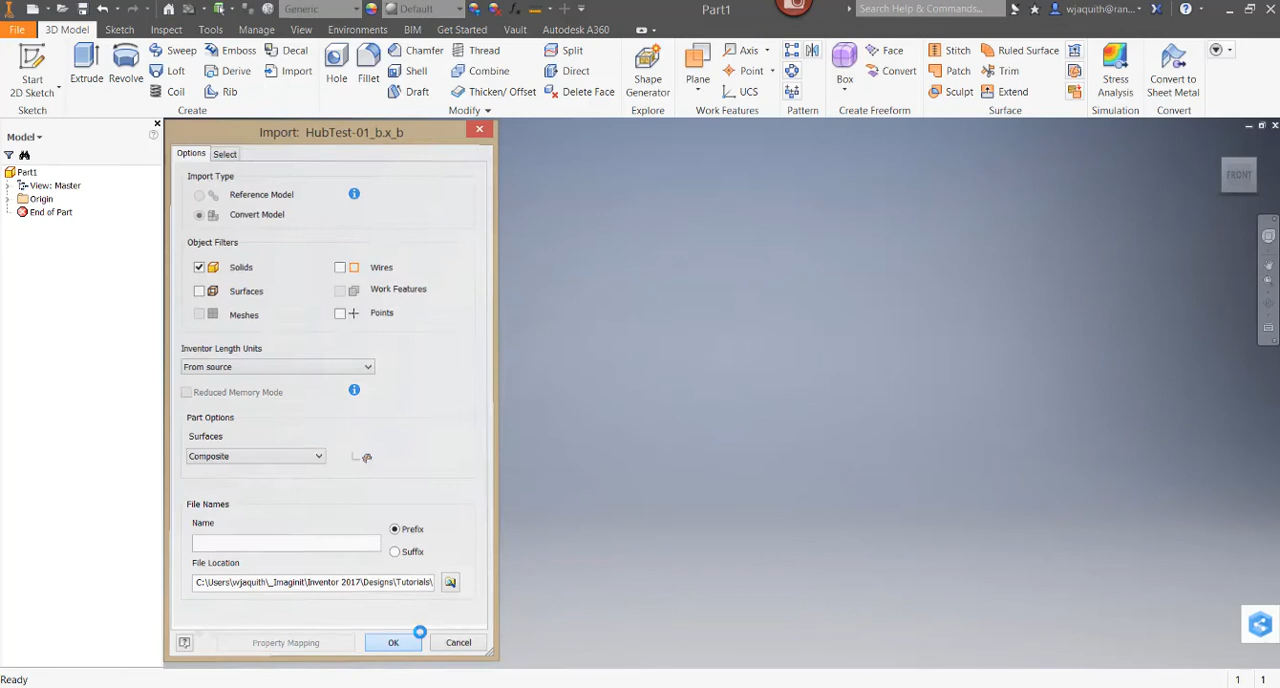 Generic
Default
Part1
Search Help & Commands...
wjaquith@ran...
File
3D Model
Sketch
Inspect
Tools
Manage
View
Environments
BIM
Get Started
Vault
Autodesk A360
Start
2D Sketch
Sketch
Extrude
Revolve
Sweep
Loft
Coil
Emboss
Derive
Rib
Decal
Import
Create
Hole
Fillet
Chamfer
Shell
Draft
Thread
Combine
Thicken/ Offset
Split
Direct
Delete Face
Modify
Shape
Generator
Explore
Plane
Axis
Point
UCS
Work Features
Pattern
Box
Face
Convert
Create Freeform
Stitch
Patch
Sculpt
Ruled Surface
Trim
Extend
Surface
Stress
Analysis
Simulation
Convert to
Sheet Metal
Convert
Model
Part1
View: Master
Origin
End of Part
Import: HubTest-01_b.x_b
Options
Select
Import Type
Reference Model
Convert Model
Object Filters
Solids
Wires
Surfaces
Work Features
Meshes
Points
Inventor Length Units
From source
Reduced Memory Mode
Part Options
Surfaces
Composite
File Names
Name
Prefix
Suffix
File Location
C:\Users\wjaquith\_Imaginit\Inventor 2017\Designs\Tutorials\
Property Mapping
OK
Cancel
FRONT
Ready
1
1